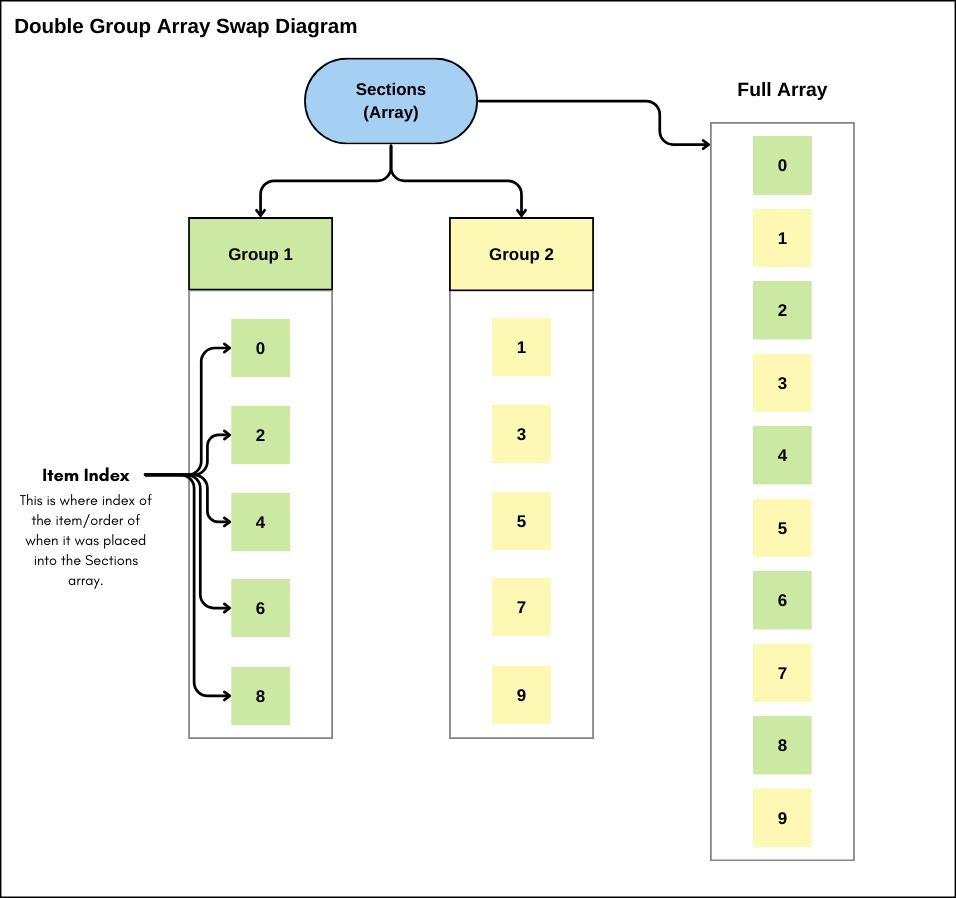 Double Group Array Swap Diagram
Sections
(Array)
Full Array
Group 1
0
2
4
6
8
Group 2
1
3
5
7
9
Item Index
This is where index of
the item/order of
when it was placed
into the Sections
array.
0
1
2
3
4
5
6
7
8
9